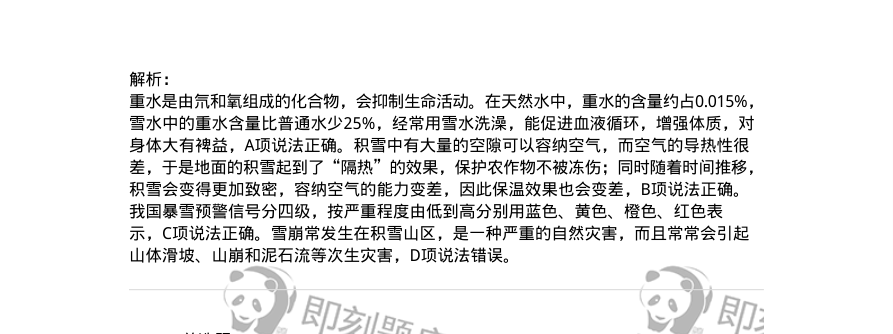 解析：
重水是由氘和氧组成的化合物，会抑制生命活动。在天然水中，重水的含量约占0.015%，
雪水中的重水含量比普通水少25%，经常用雪水洗澡，能促进血液循环，增强体质，对
身体大有裨益，A项说法正确。积雪中有大量的空隙可以容纳空气，而空气的导热性很
差，于是地面的积雪起到了“隔热”的效果，保护农作物不被冻伤；同时随着时间推移，
积雪会变得更加致密，容纳空气的能力变差，因此保温效果也会变差，B项说法正确。
我国暴雪预警信号分四级，按严重程度由低到高分别用蓝色、黄色、橙色、红色表
示，C项说法正确。雪崩常发生在积雪山区，是一种严重的自然灾害，而且常常会引起
山体滑坡、山崩和泥石流等次生灾害，D项说法错误。
即刻题
即